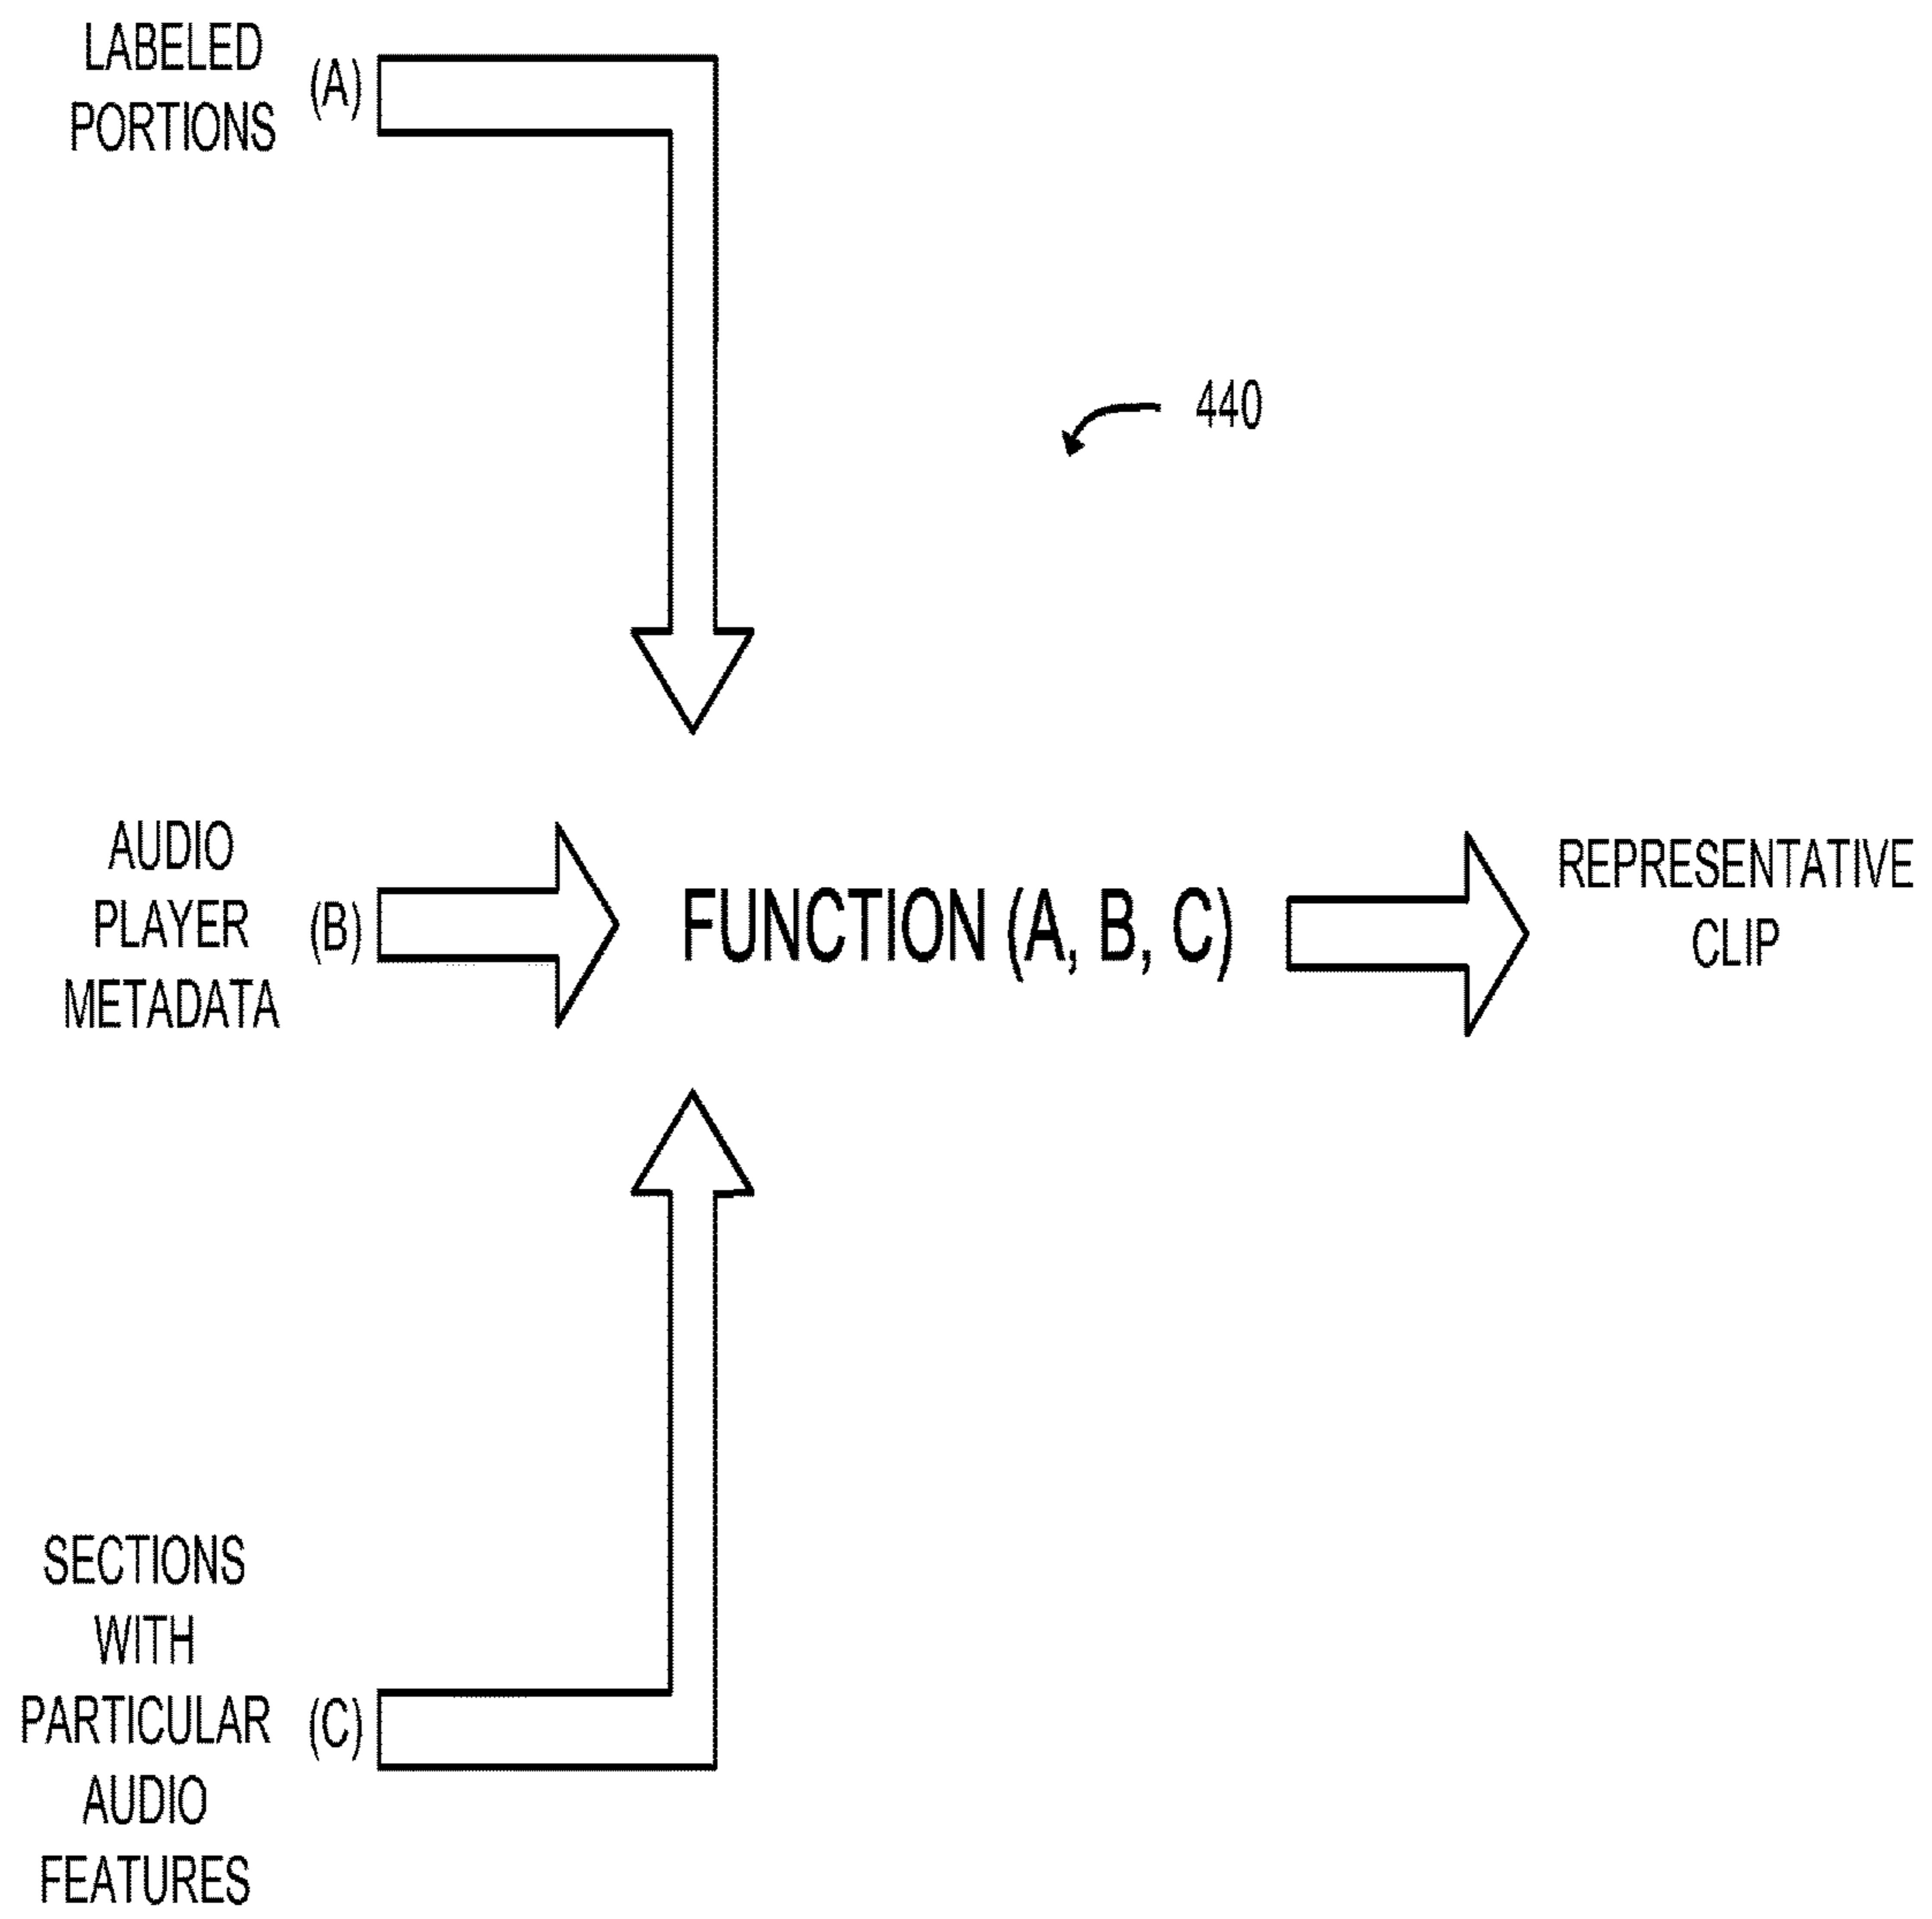 LABELED
PORTIONS
(A)
440
AUDIO
PLAYER
METADATA
(B)
FUNCTION (A, B, C)
REPRESENTATIVE
CLIP
SECTIONS
WITH
PARTICULAR
AUDIO
FEATURES
(C)